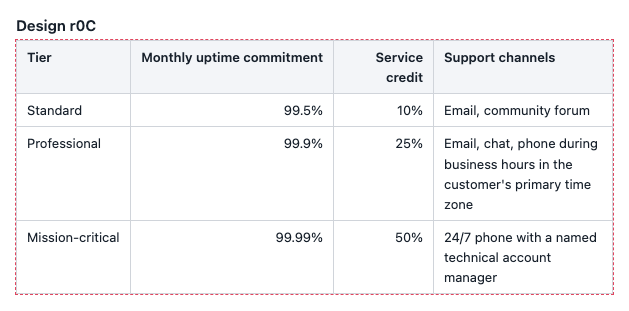 Design r0C
Tier Monthly uptime commitment Service credit Support channels
Standard 99.5% 10% Email, community forum
Professional 99.9% 25% Email, chat, phone during
business hours in the
customer's primary time
zone
Mission-critical 99.99% 50% 24/7 phone with a named
technical account
manager